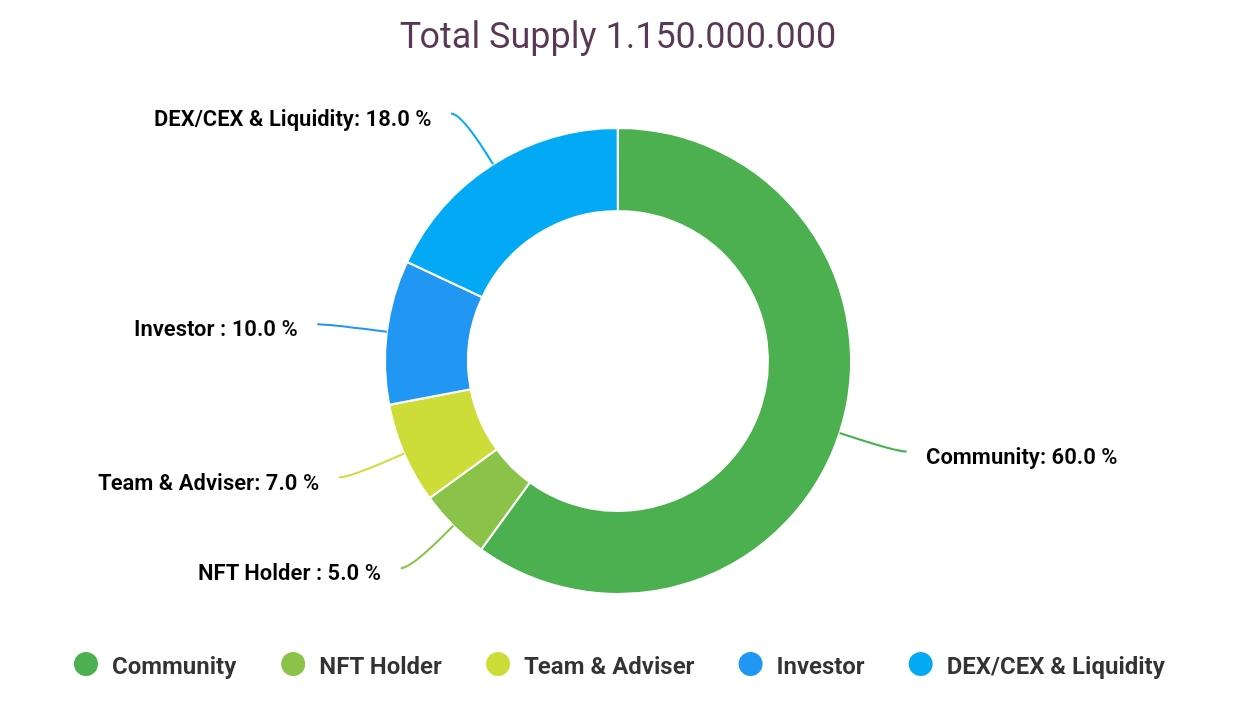 Total Supply 1.150.000.000
DEX/CEX & Liquidity: 18.0 %
Investor : 10.0 %
Community: 60.0 %
Team & Adviser: 7.0 %
NFT Holder : 5.0 %
Community
NFT Holder
Team & Adviser
Investor
DEX/CEX & Liquidity